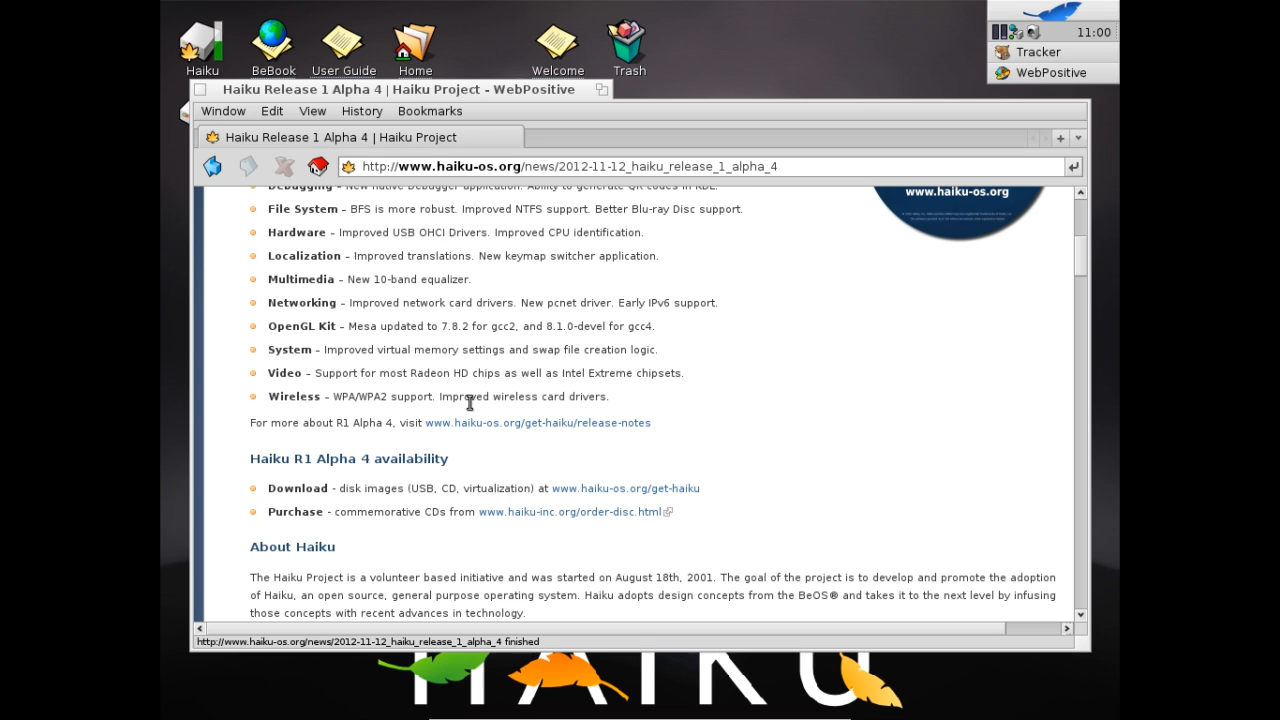 11:00
Tracker
WebPositive
Haiku
BeBook
User Guide
Home
Welcome
Trash
Haiku Release 1 Alpha 4 | Haiku Project - WebPositive
Window Edit View History Bookmarks
Haiku Release 1 Alpha 4 | Haiku Project
http://www.haiku-os.org/news/2012-11-12_haiku_release_1_alpha_4
Debugging – New native Debugger application. Ability to generate QR codes in KDL.
www.haiku-os.org
File System – BFS is more robust. Improved NTFS support. Better Blu-ray Disc support.
Hardware – Improved USB OHCI Drivers. Improved CPU identification.
Localization – Improved translations. New keymap switcher application.
Multimedia – New 10-band equalizer.
Networking – Improved network card drivers. New pcnet driver. Early IPv6 support.
OpenGL Kit – Mesa updated to 7.8.2 for gcc2, and 8.1.0-devel for gcc4.
System – Improved virtual memory settings and swap file creation logic.
Video – Support for most Radeon HD chips as well as Intel Extreme chipsets.
Wireless – WPA/WPA2 support. Improved wireless card drivers.
For more about R1 Alpha 4, visit www.haiku-os.org/get-haiku/release-notes
Haiku R1 Alpha 4 availability
Download - disk images (USB, CD, virtualization) at www.haiku-os.org/get-haiku
Purchase - commemorative CDs from www.haiku-inc.org/order-disc.html
About Haiku
The Haiku Project is a volunteer based initiative and was started on August 18th, 2001. The goal of the project is to develop and promote the adoption
of Haiku, an open source, general purpose operating system. Haiku adopts design concepts from the BeOS® and takes it to the next level by infusing
those concepts with recent advances in technology.
http://www.haiku-os.org/news/2012-11-12_haiku_release_1_alpha_4 finished
HAIKU